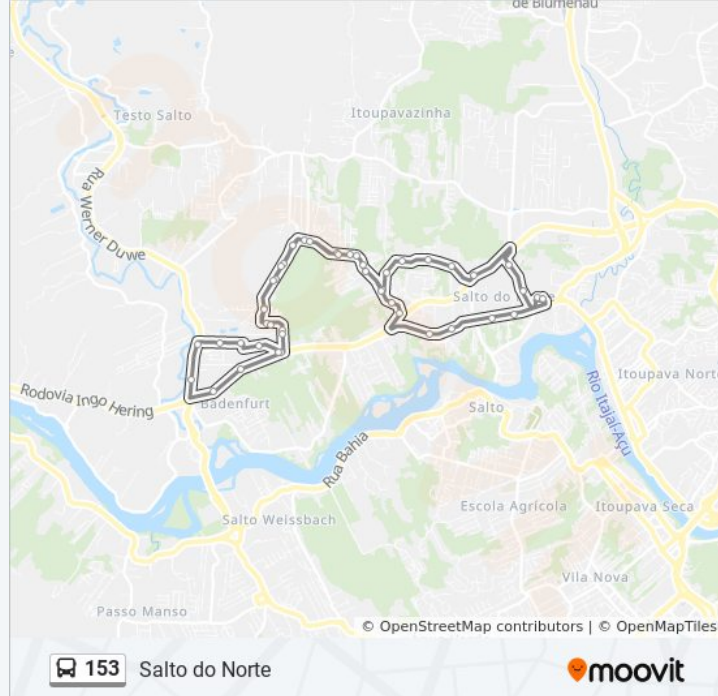 de Blumenau
Testo Salto
Itoupavazinha
Rua Werner Duwe
Salto do
Rodovia Ingo Hering
Badenfurt
Itoupava Norte
Salto
Rio Itajaí-Açu
Rua Bahia
Escola Agrícola
Itoupava Seca
Salto Weissbach
Vila Nova
Passo Manso
© OpenStreetMap contributors | © OpenMapTiles
153 Salto do Norte
moovit